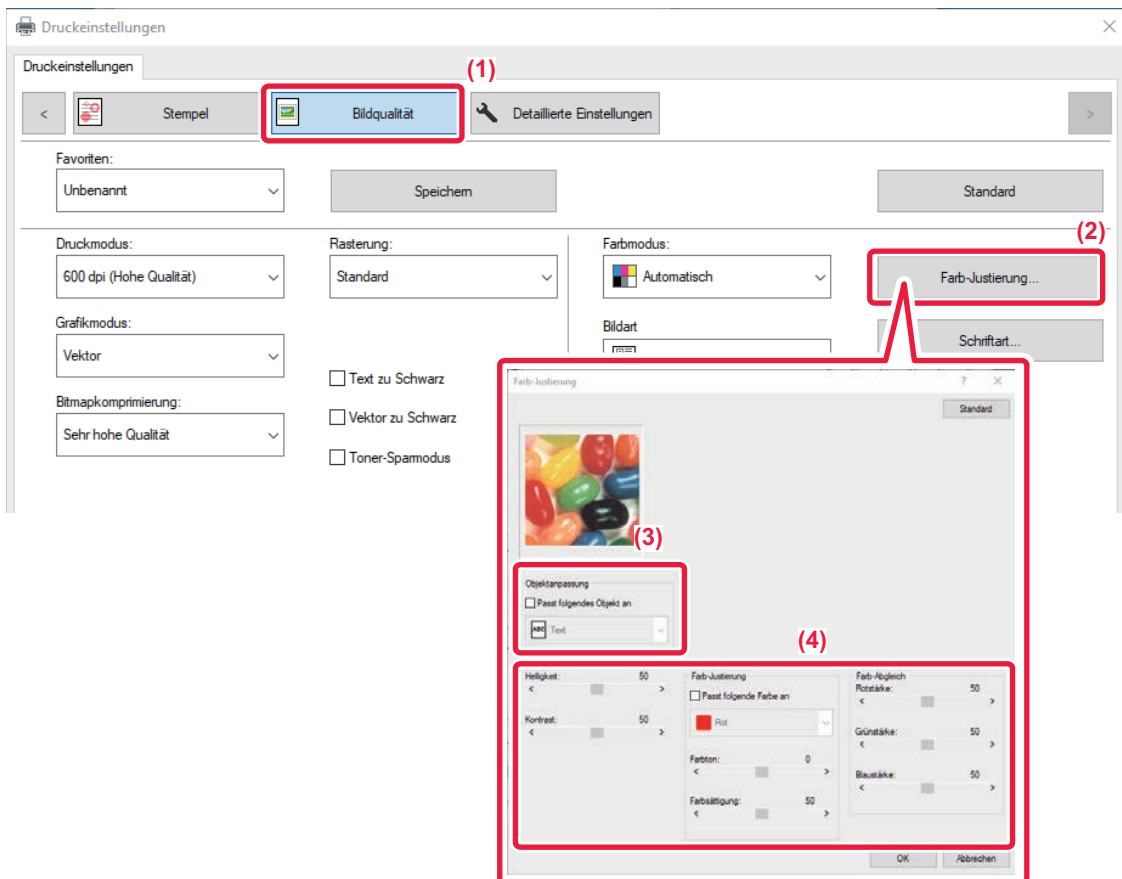 Druckeinstellungen
Druckeinstellungen
(1)
< Stempel Bildqualität Detaillierte Einstellungen >
Favoriten:
Unbenannt Speichern Standard
(2)
Druckmodus: Rasterung: Farbmodus:
600 dpi (Hohe Qualität) Standard Automatisch Farb-Justierung...
Grafikmodus: Bildart
Vektor Schriftart...
Text zu Schwarz
Bitmapkomprimierung:
Vektor zu Schwarz
Sehr hohe Qualität
Toner-Sparmodus
Farb-Justierung ?
Standard
(3)
Objektanpassung
Passt folgendes Objekt an
ABC Text
(4)
Helligkeit: 50 Farb-Justierung Farb-Abgleich
< > Passt folgende Farbe an Rotstärke: 50
< >
Kontrast: 50 Rot
< > Grünstärke: 50
< >
Farbton: 0
< > Blaustärke: 50
< >
Farbsättigung: 50
< >
OK Abbrechen